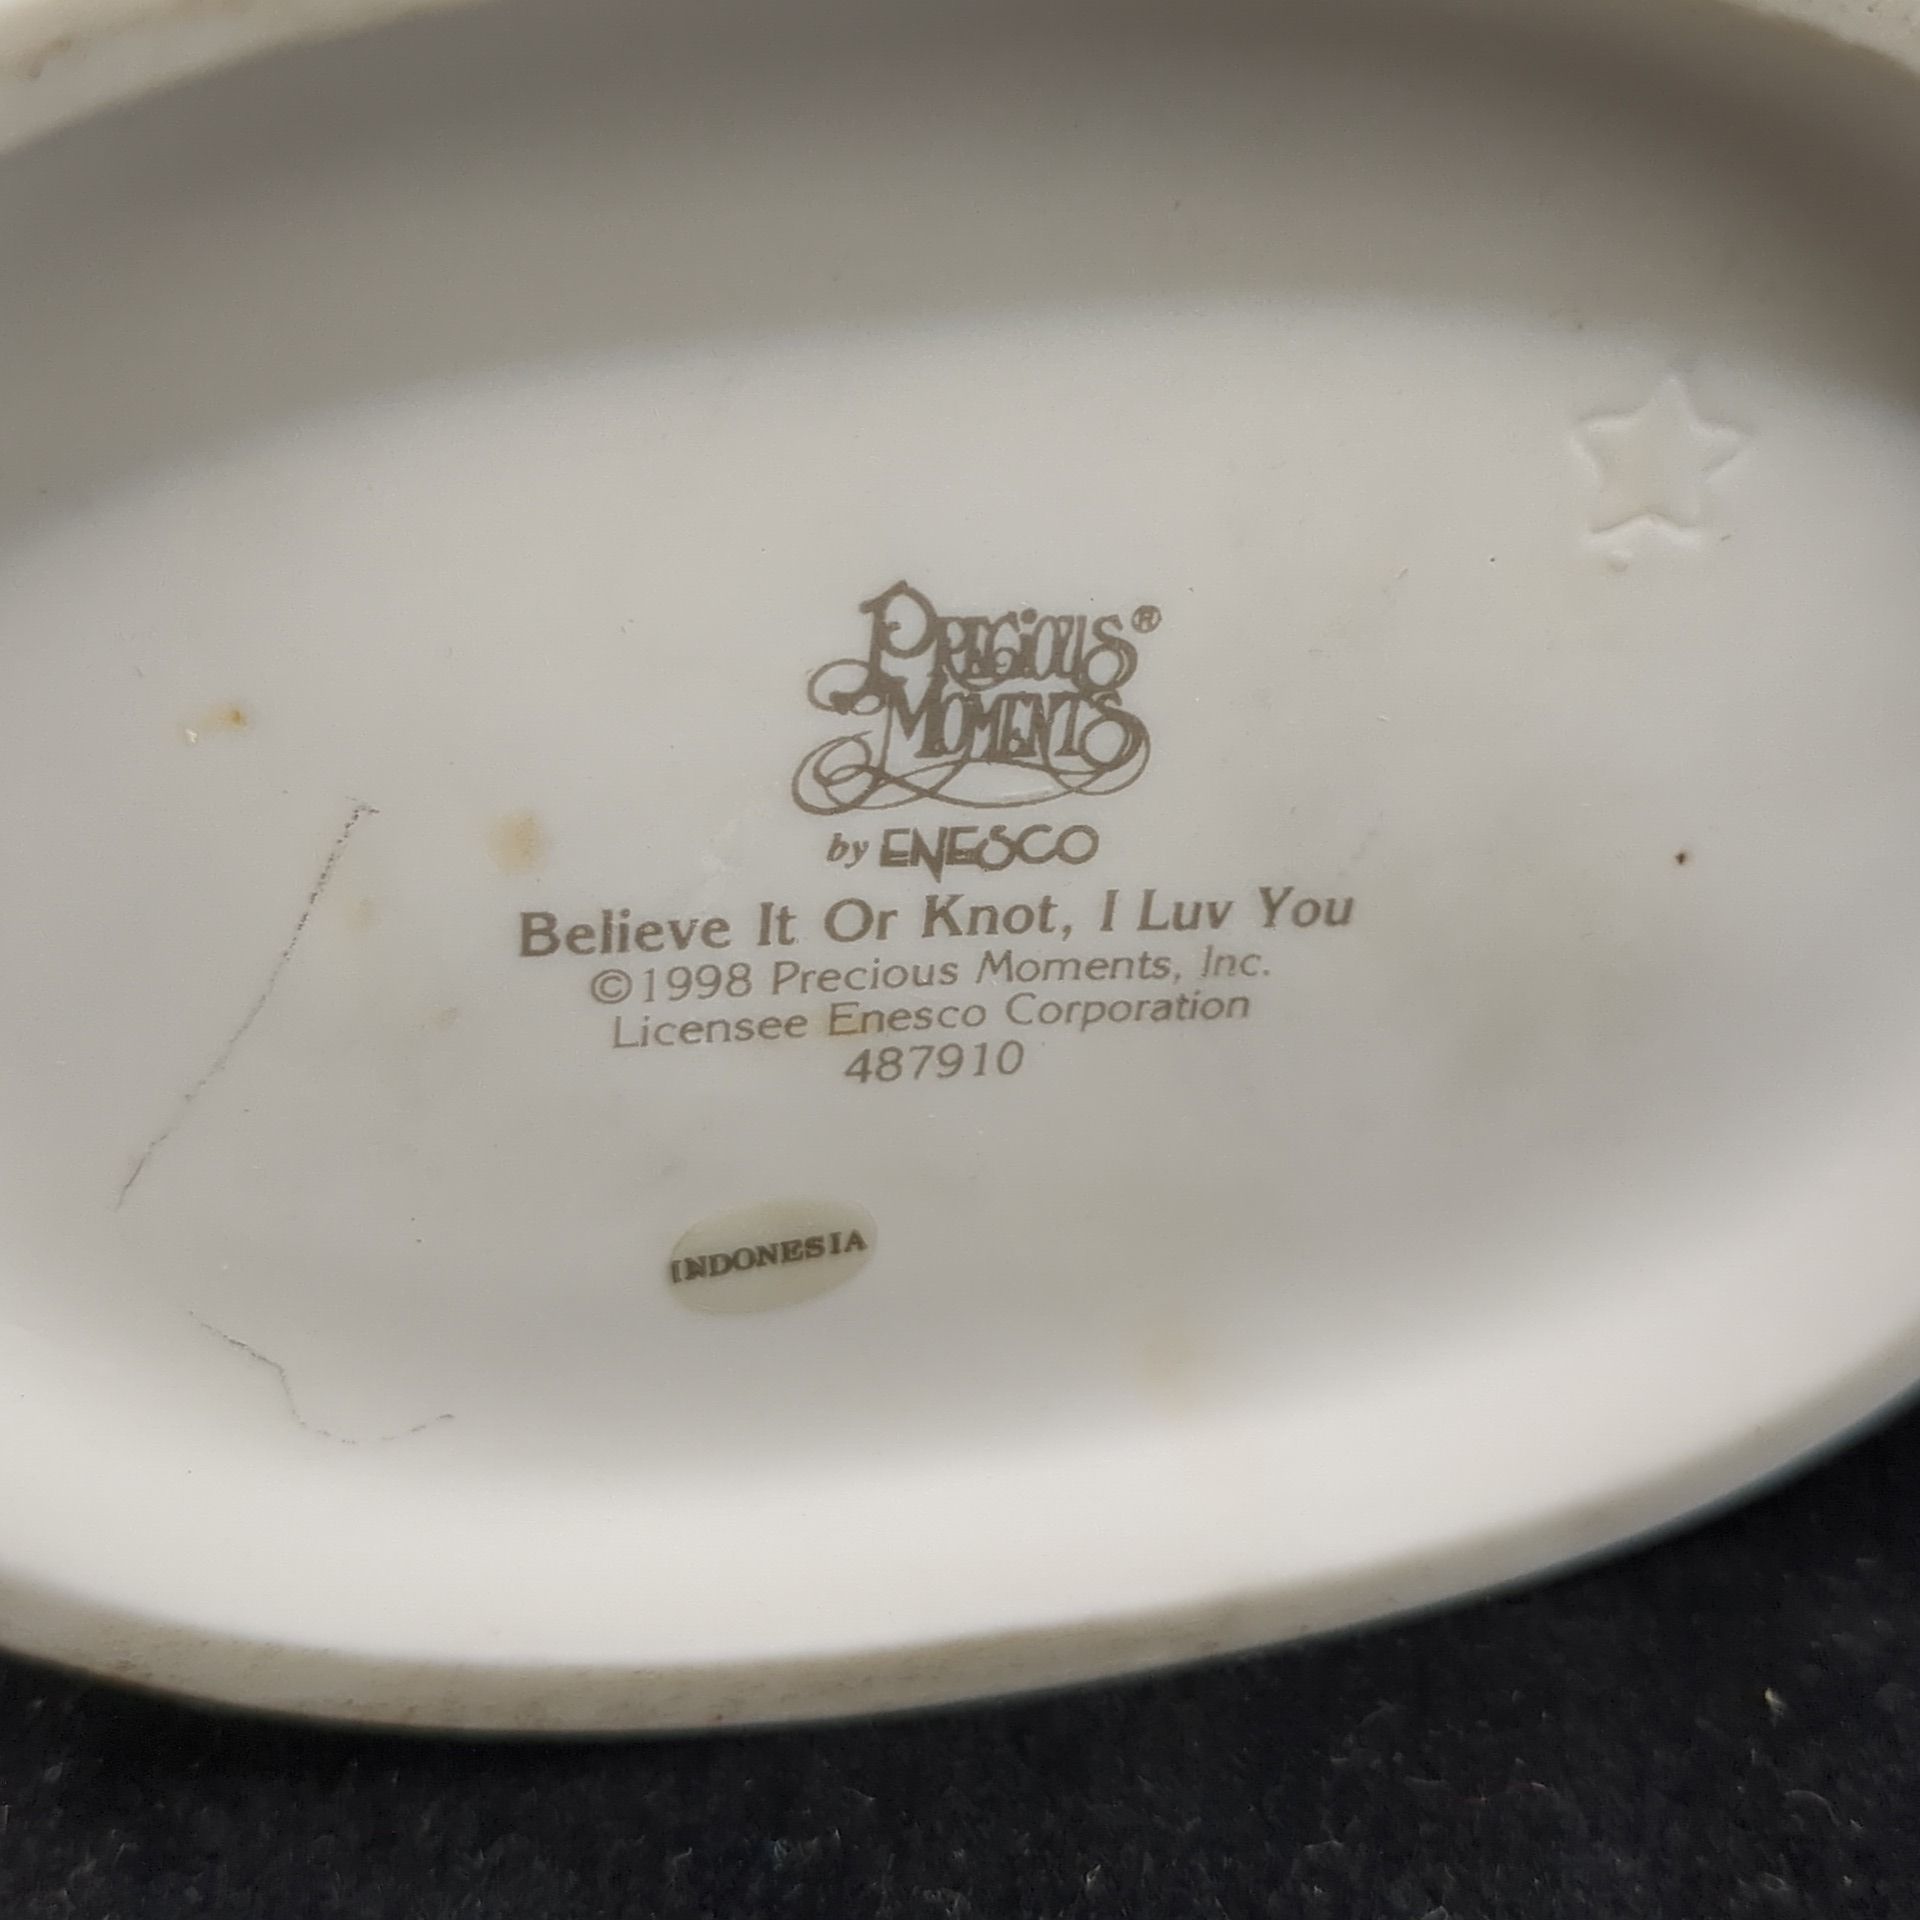 Precious®
Moments
by ENESCO
Believe It Or Knot, I Luv You
©1998 Precious Moments, Inc.
Licensee Enesco Corporation
487910
INDONESIA